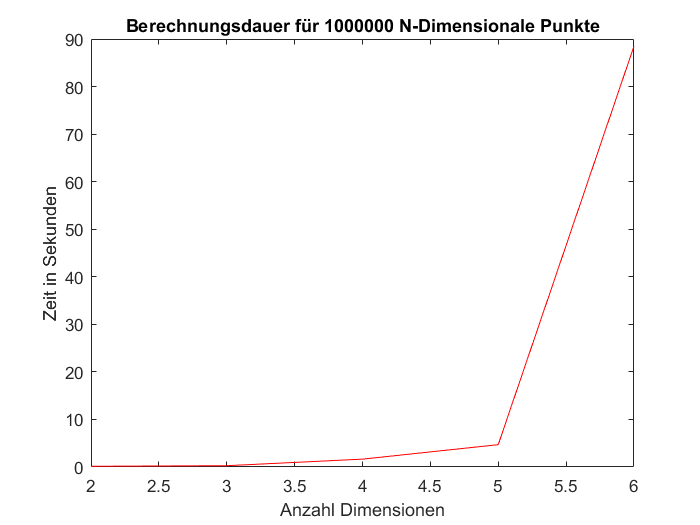 Berechnungsdauer für 1000000 N-Dimensionale Punkte
90
80
70
60
50
40
30
20
10
0
Zeit in Sekunden
2 2.5 3 3.5 4 4.5 5 5.5 6
Anzahl Dimensionen